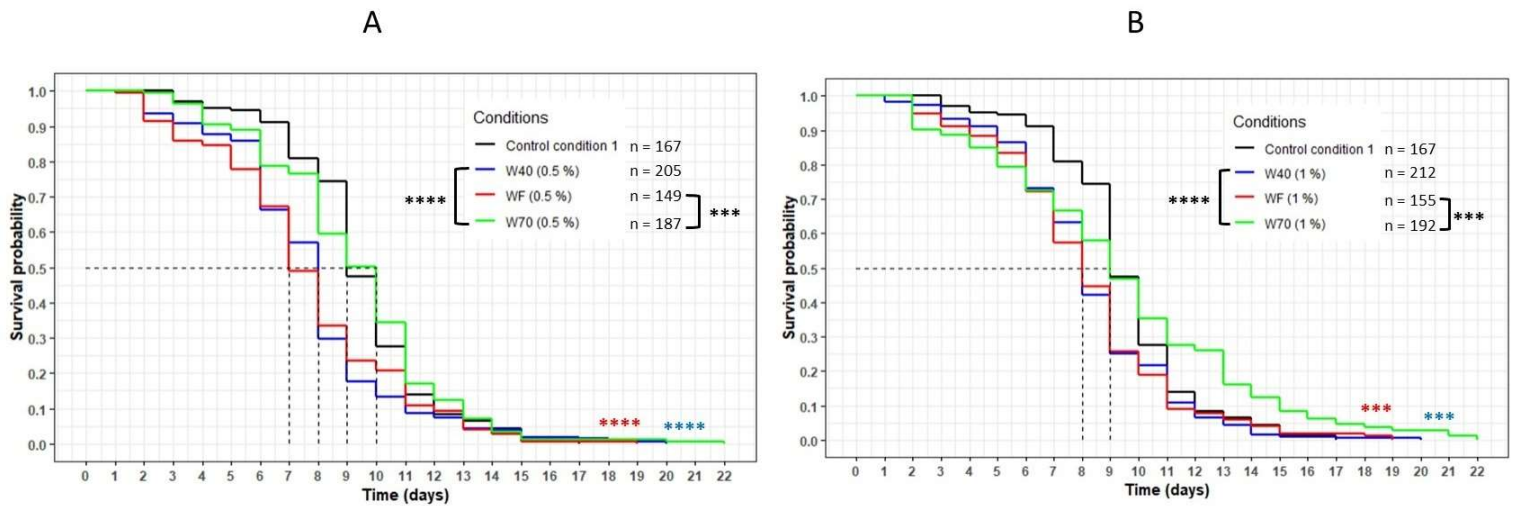 A
Survival probability
1.0
0.9
0.8
0.7
0.6
0.5
0.4
0.3
0.2
0.1
0.0
Conditions
Control condition 1 n = 167
W40 (0.5 %) n = 205
WF (0.5 %) n = 149
W70 (0.5 %) n = 187
****
***
**** ****
0 1 2 3 4 5 6 7 8 9 10 11 12 13 14 15 16 17 18 19 20 21 22
Time (days)
B
Survival probability
1.0
0.9
0.8
0.7
0.6
0.5
0.4
0.3
0.2
0.1
0.0
Conditions
Control condition 1 n = 167
W40 (1 %) n = 212
WF (1 %) n = 155
W70 (1 %) n = 192
****
***
*** ***
0 1 2 3 4 5 6 7 8 9 10 11 12 13 14 15 16 17 18 19 20 21 22
Time (days)